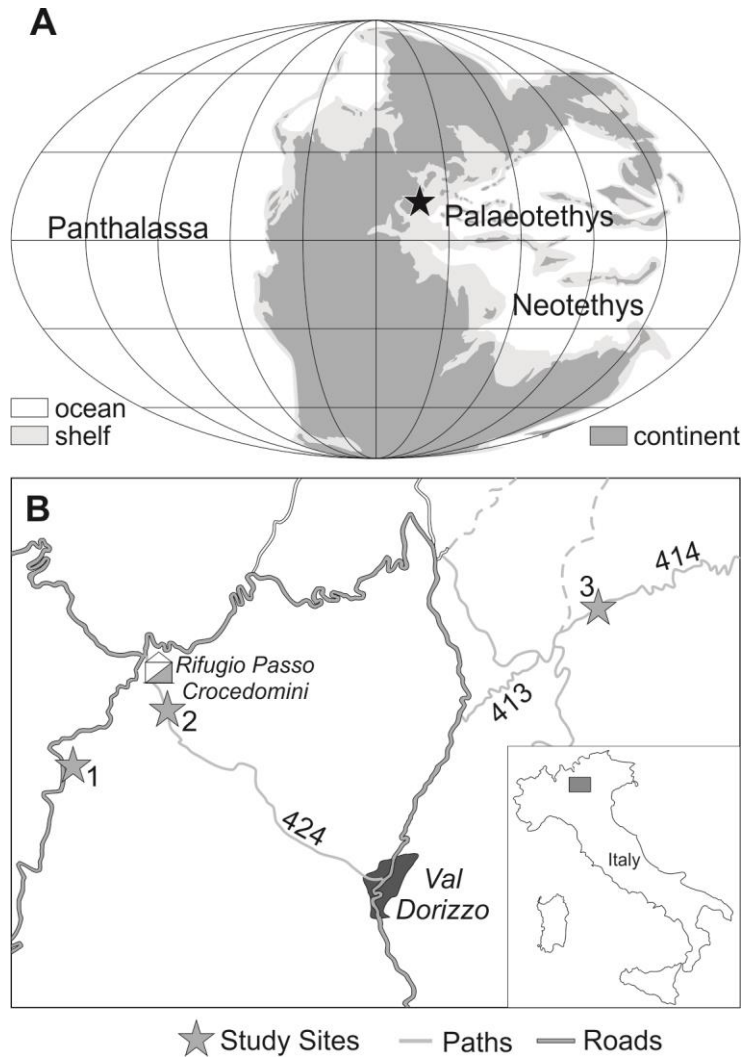 A
Panthalassa
Palaeotethys
Neotethys
ocean
shelf
continent
B
414
3
Rifugio Passo
Crocedomini
413
2
1
424
Val
Dorizzo
Italy
Study Sites
Paths
Roads